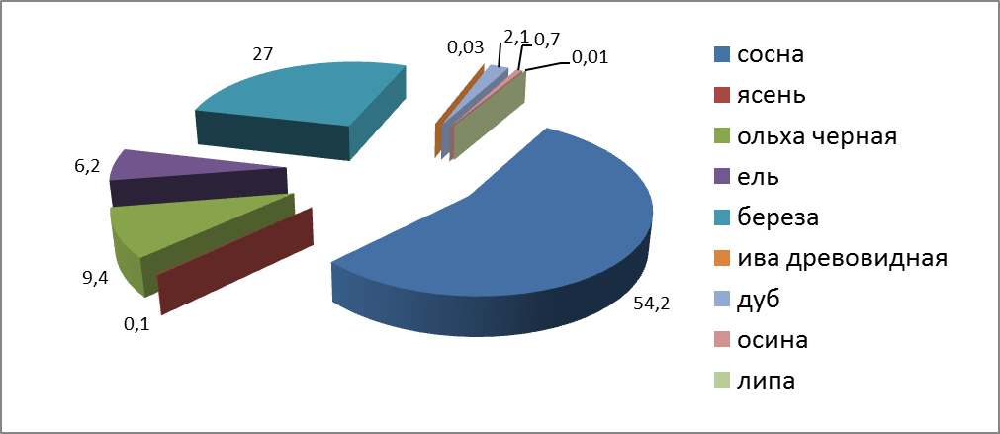 27
0,03
2,1
0,7
0,01
6,2
9,4
0,1
54,2
сосна
ясень
ольха черная
ель
береза
ива древовидная
дуб
осина
липа